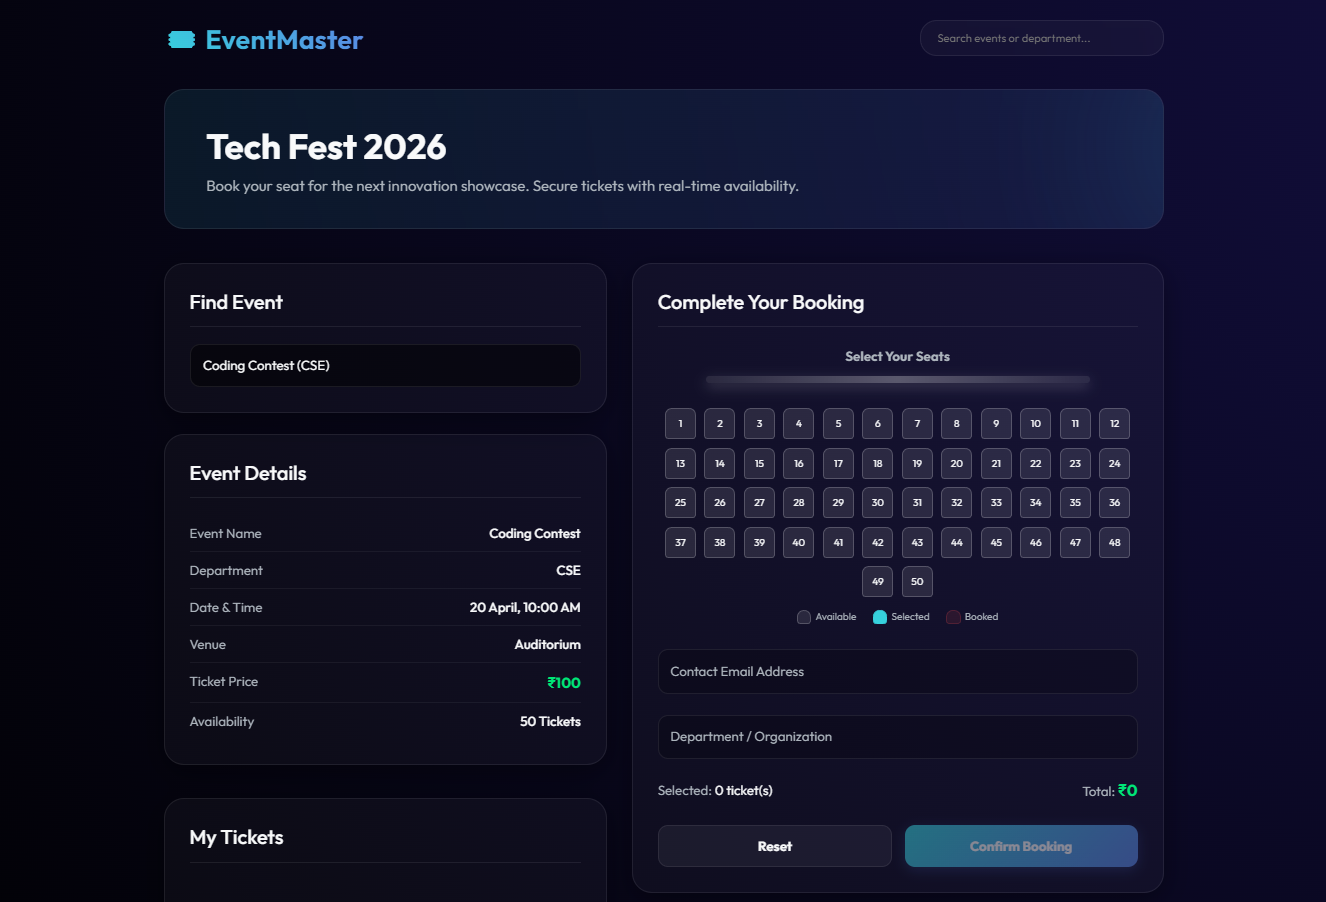 EventMaster
Search events or department...
Tech Fest 2026
Book your seat for the next innovation showcase. Secure tickets with real-time availability.
Find Event
Coding Contest (CSE)
Event Details
Event Name Coding Contest
Department CSE
Date & Time 20 April, 10:00 AM
Venue Auditorium
Ticket Price ₹100
Availability 50 Tickets
My Tickets
Complete Your Booking
Select Your Seats
1 2 3 4 5 6 7 8 9 10 11 12
13 14 15 16 17 18 19 20 21 22 23 24
25 26 27 28 29 30 31 32 33 34 35 36
37 38 39 40 41 42 43 44 45 46 47 48
49 50
Available Selected Booked
Contact Email Address
Department / Organization
Selected: 0 ticket(s) Total: ₹0
Reset Confirm Booking